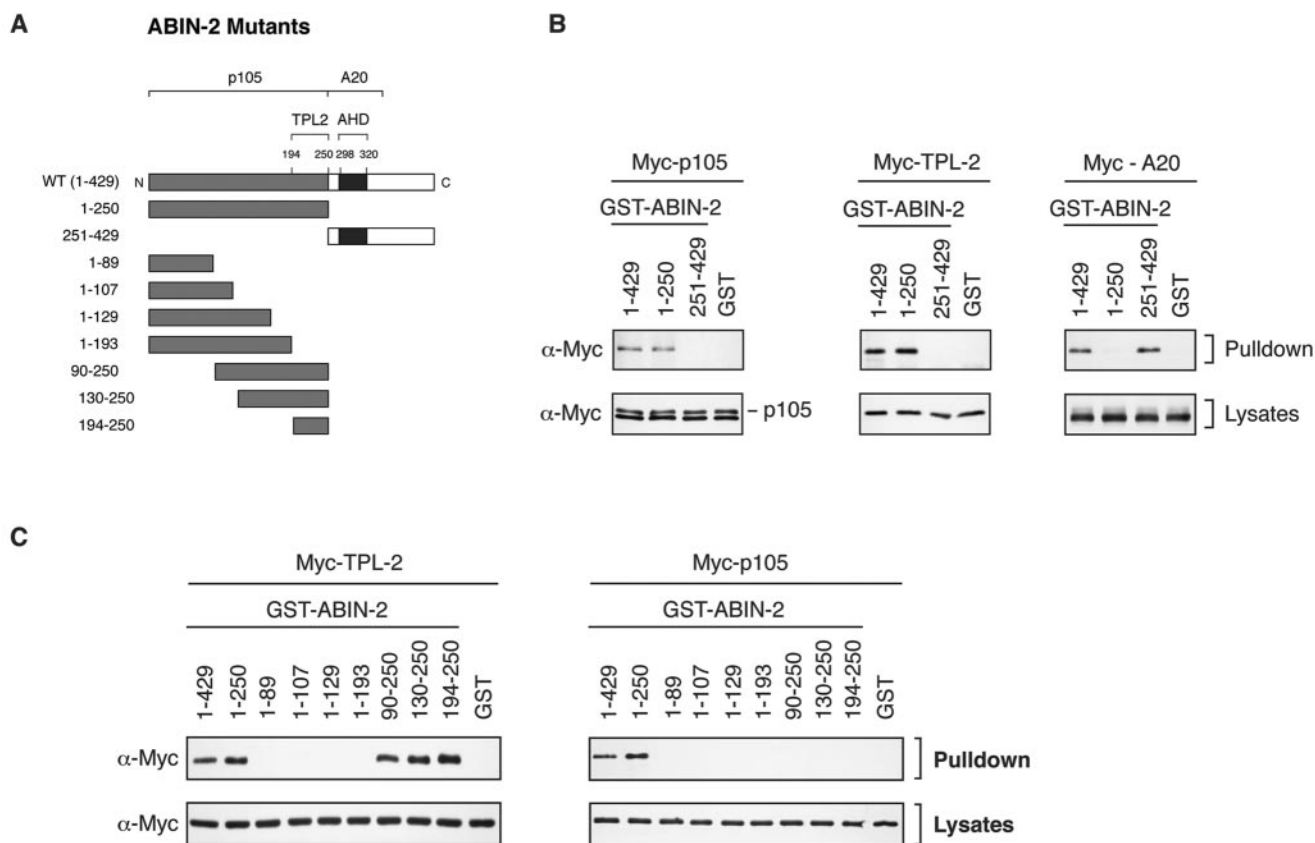 A
ABIN-2 Mutants
p105 A20
TPL2 AHD
194 250 298 320
WT (1-429) N C
1-250
251-429
1-89
1-107
1-129
1-193
90-250
130-250
194-250
B
Myc-p105 Myc-TPL-2 Myc - A20
GST-ABIN-2 GST-ABIN-2 GST-ABIN-2
1-429 1-250 251-429 GST 1-429 1-250 251-429 GST 1-429 1-250 251-429 GST
α-Myc Pulldown
α-Myc – p105 Lysates
C
Myc-TPL-2 Myc-p105
GST-ABIN-2 GST-ABIN-2
1-429 1-250 1-89 1-107 1-129 1-193 90-250 130-250 194-250 GST 1-429 1-250 1-89 1-107 1-129 1-193 90-250 130-250 194-250 GST
α-Myc α-Myc Pulldown
α-Myc α-Myc Lysates